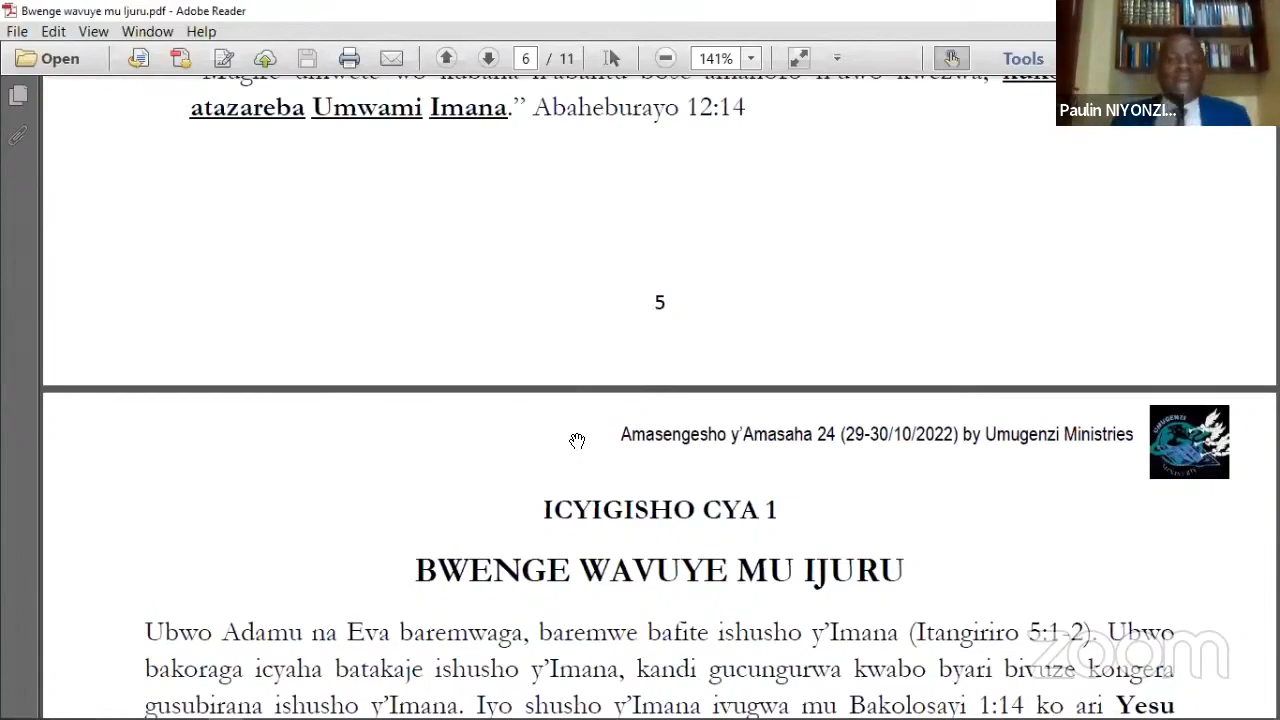 Bwenge wavuye mu Ijuru.pdf - Adobe Reader
File Edit View Window Help
Open
6 / 11
141%
Tools
Paulin NIYONZI...
atazareba Umwami Imana.” Abaheburayo 12:14
5
Amasengesho y’Amasaha 24 (29-30/10/2022) by Umugenzi Ministries
UMUGENZI
ICYIGISHO CYA 1
BWENGE WAVUYE MU IJURU
Ubwo Adamu na Eva baremwaga, baremwe bafite ishusho y’Imana (Itangiriro 5:1-2). Ubwo
bakoraga icyaha batakaje ishusho y’Imana, kandi gucungurwa kwabo byari bivuze kongera
gusubirana ishusho y’Imana. Iyo shusho y’Imana ivugwa mu Bakolosayi 1:14 ko ari Yesu
zoom